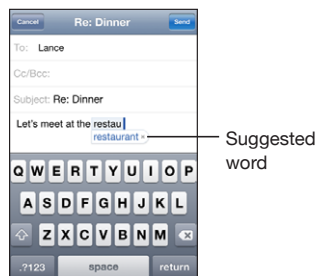 Cancel Re: Dinner Send
To: Lance
Cc/Bcc:
Subject: Re: Dinner
Let's meet at the restau
restaurant ×
Suggested
word
Q W E R T Y U I O P
A S D F G H J K L
Z X C V B N M
.?123 space return